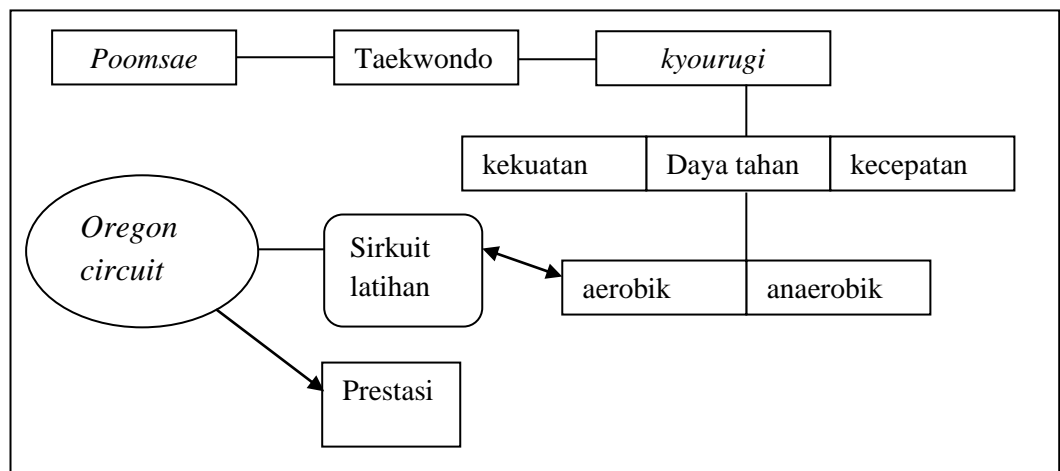 Poomsae
Taekwondo
kyourugi
kekuatan
Daya tahan
kecepatan
Oregon
circuit
Sirkuit
latihan
aerobik
anaerobik
Prestasi